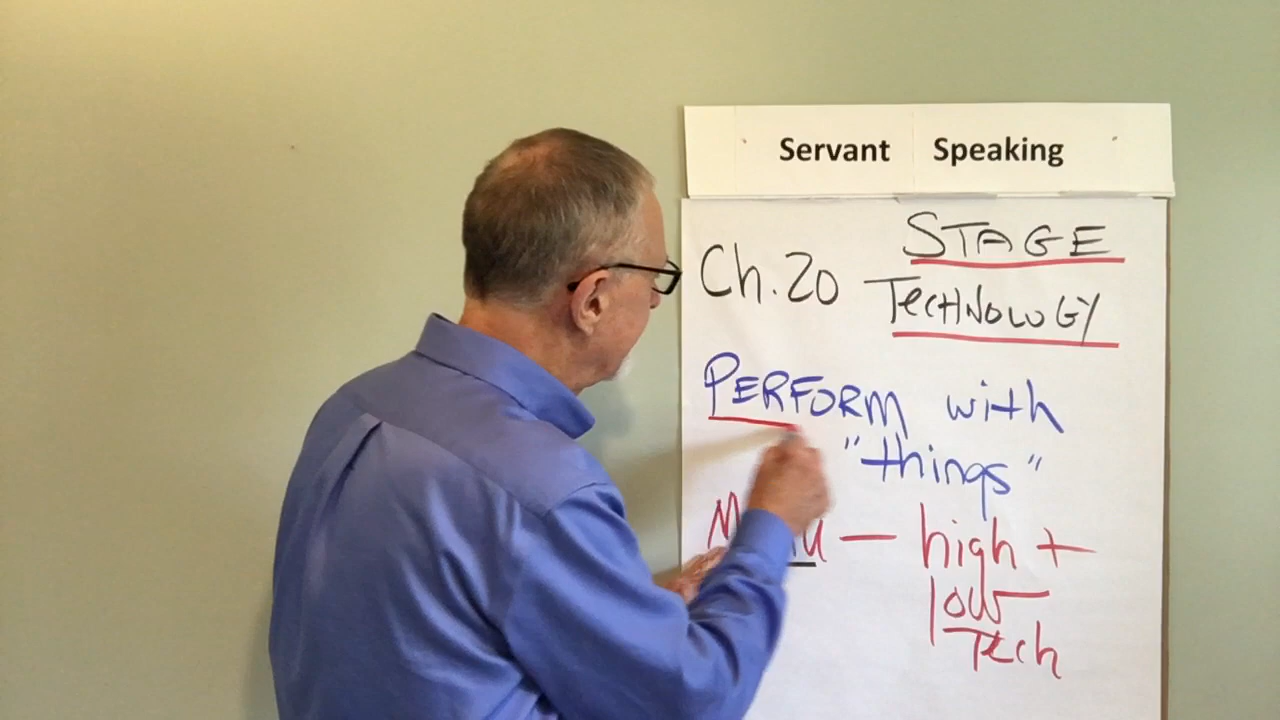 Servant Speaking
STAGE
Ch. 20 TECHNOLOGY
PERFORM with
"things"
— high +
low
Tech